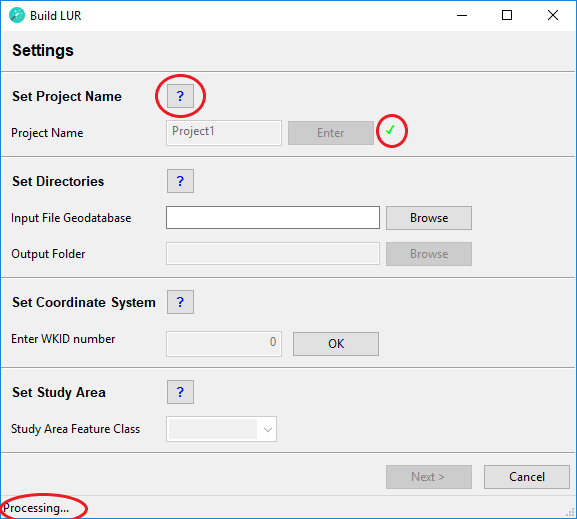 Build LUR
Settings
Set Project Name ?
Project Name Project1 Enter ✓
Set Directories ?
Input File Geodatabase Browse
Output Folder Browse
Set Coordinate System ?
Enter WKID number 0 OK
Set Study Area ?
Study Area Feature Class
Next > Cancel
Processing...